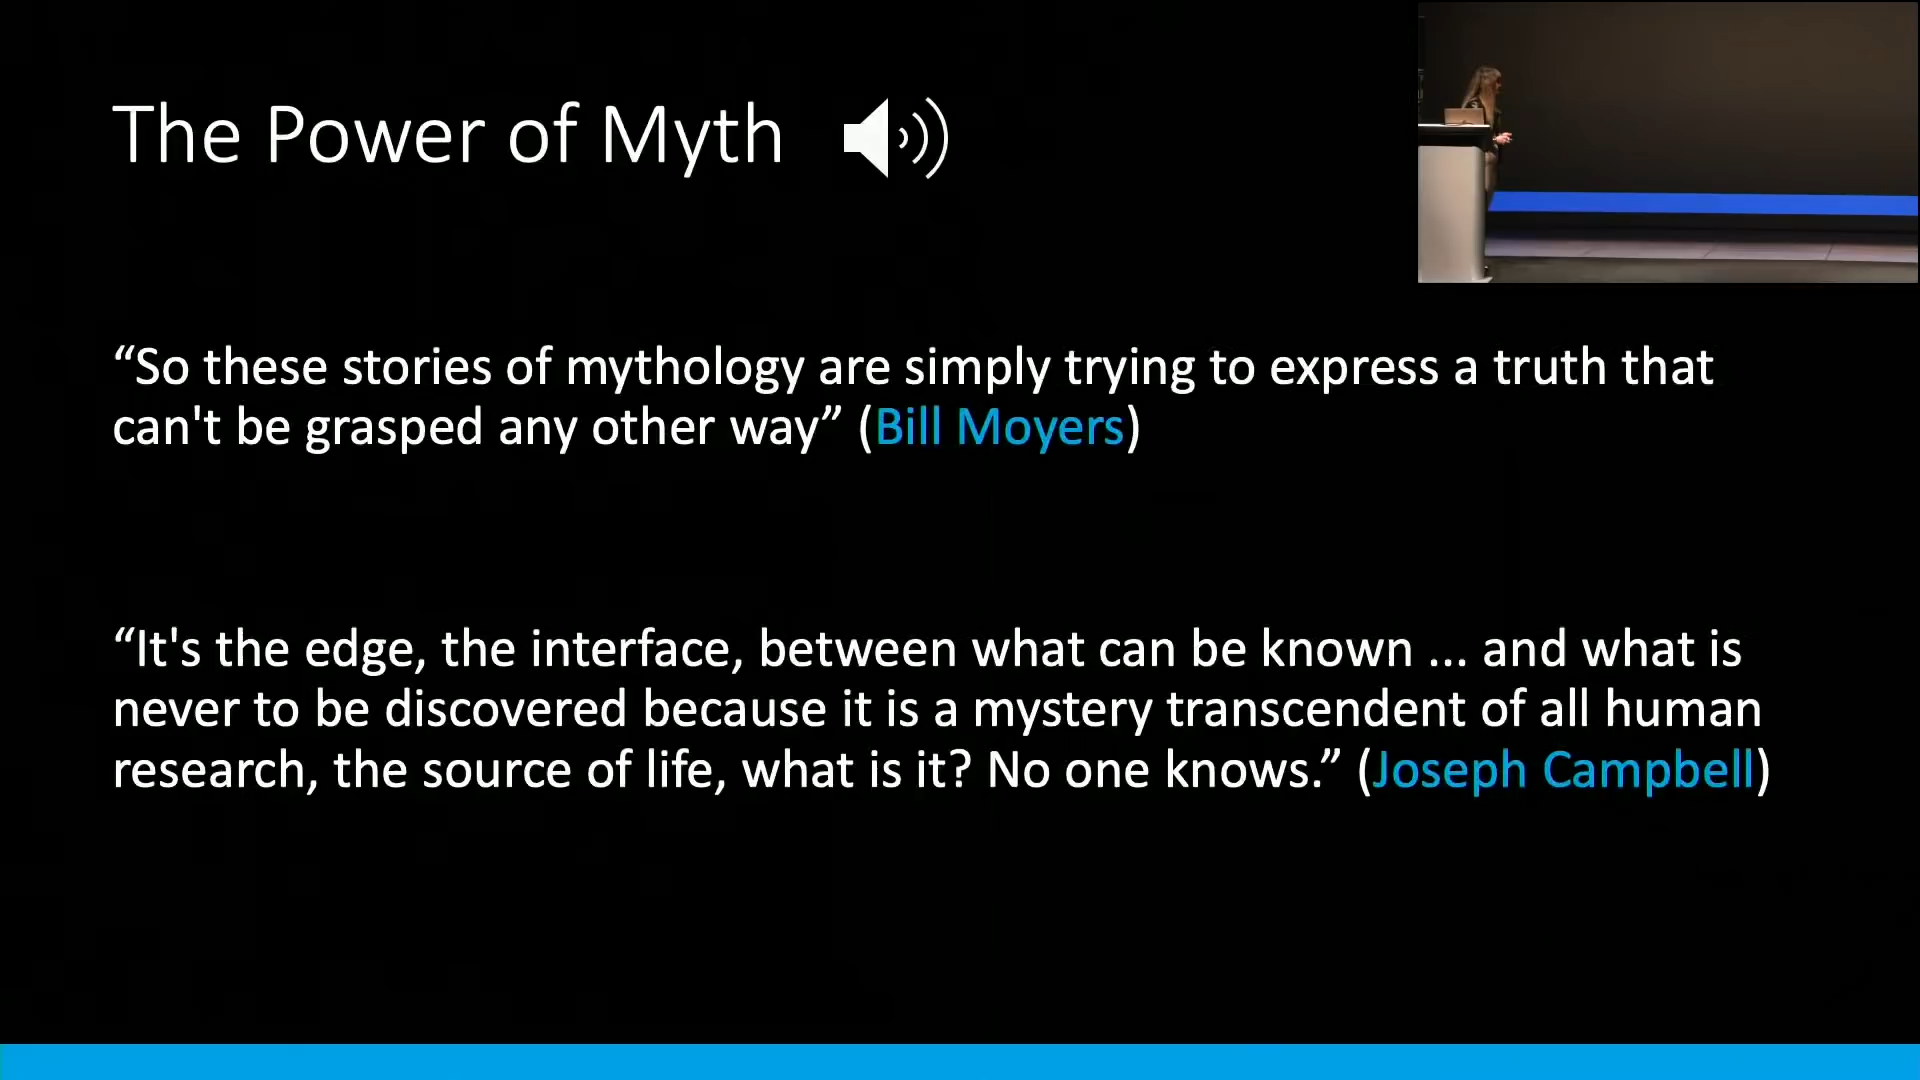 The Power of Myth
“So these stories of mythology are simply trying to express a truth that
can't be grasped any other way” (Bill Moyers)
“It's the edge, the interface, between what can be known ... and what is
never to be discovered because it is a mystery transcendent of all human
research, the source of life, what is it? No one knows.” (Joseph Campbell)